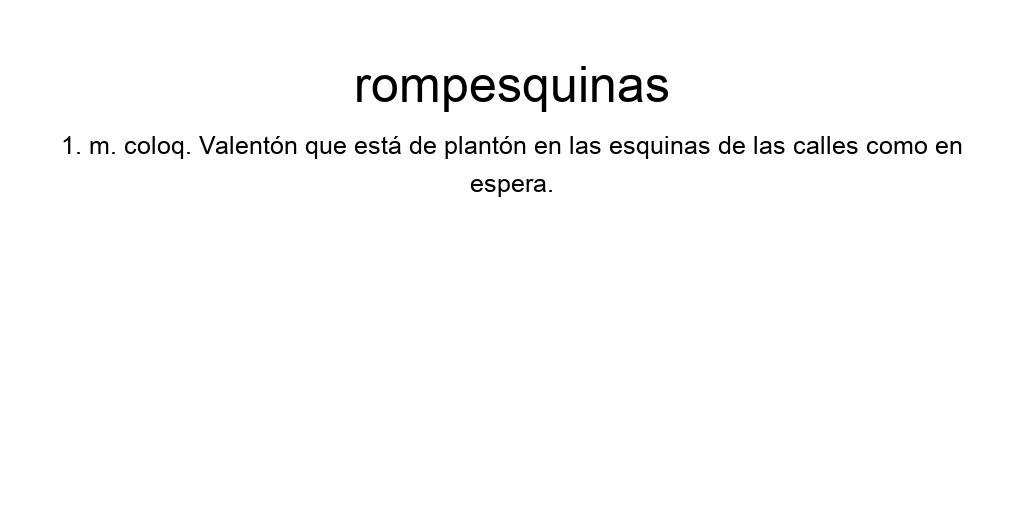 rompesquinas
1. m. coloq. Valentón que está de plantón en las esquinas de las calles como en
espera.